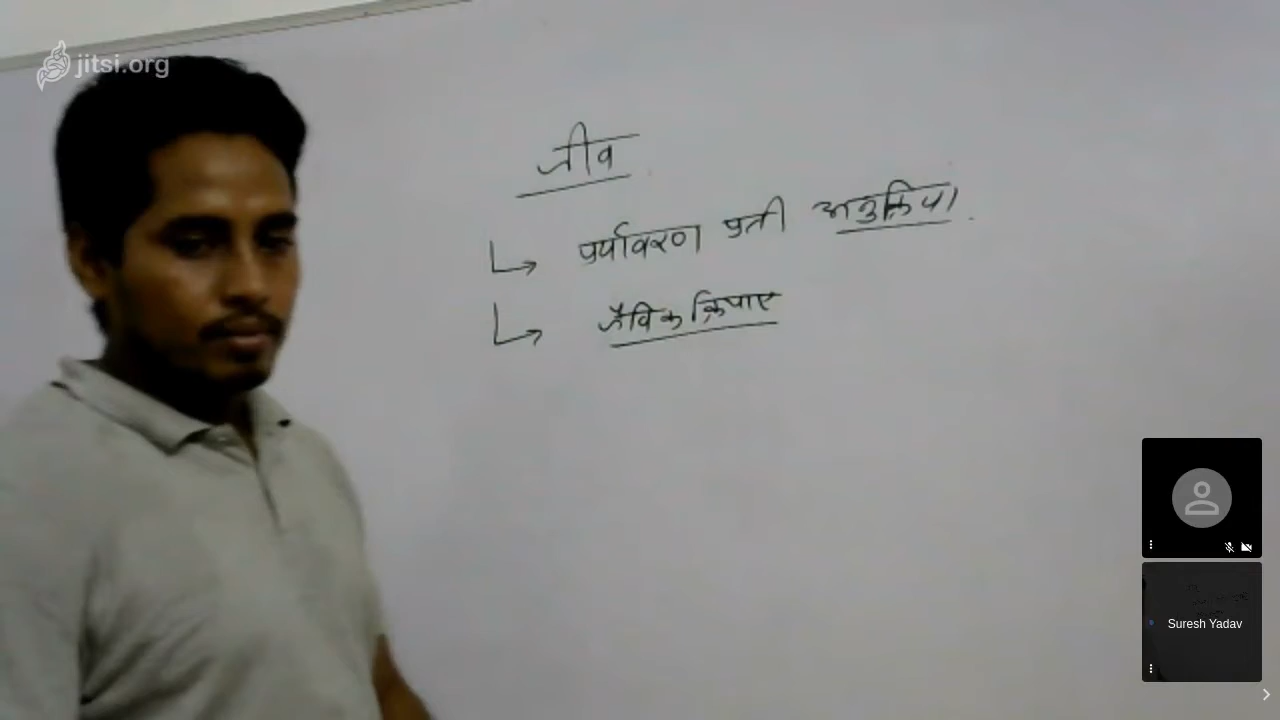 jitsi.org
जीव
पर्यावरण प्रती अनुक्रिया.
जैविक क्रियाए
Suresh Yadav